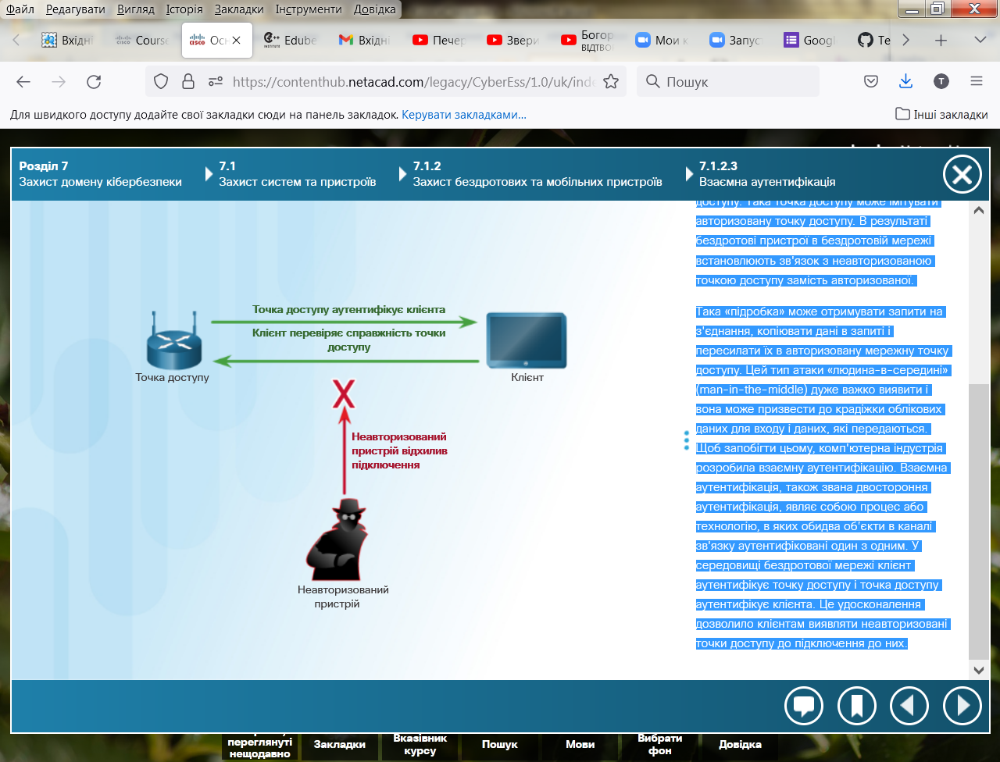 Файл Редагувати Вигляд Історія Закладки Інструменти Довідка
Вхідні
Course
Осн
Edube
Вхідні
Печер
Звери
Богор
ВІДТВОР
Мои к
Запус
Googl
Te
https://contenthub.netacad.com/legacy/CyberEss/1.0/uk/inde
Пошук
Для швидкого доступу додайте свої закладки сюди на панель закладок. Керувати закладками…
Інші закладки
Розділ 7
Захист домену кібербезпеки
7.1
Захист систем та пристроїв
7.1.2
Захист бездротових та мобільних пристроїв
7.1.2.3
Взаємна аутентифікація
Точка доступу аутентифікує клієнта
Клієнт перевіряє справжність точки
доступу
Точка доступу
Клієнт
X
Неавторизований
пристрій відхилив
підключення
Неавторизований
пристрій
доступу. Така точка доступу може імітувати
авторизовану точку доступу. В результаті
бездротові пристрої в бездротовій мережі
встановлюють зв'язок з неавторизованою
точкою доступу замість авторизованої.
Така «підробка» може отримувати запити на
з'єднання, копіювати дані в запиті і
пересилати їх в авторизовану мережну точку
доступу. Цей тип атаки «людина-в-середині»
(man-in-the-middle) дуже важко виявити і
вона може призвести до крадіжки облікових
даних для входу і даних, які передаються.
Щоб запобігти цьому, комп'ютерна індустрія
розробила взаємну аутентифікацію. Взаємна
аутентифікація, також звана двостороння
аутентифікація, являє собою процес або
технологію, в яких обидва об'єкти в каналі
зв'язку аутентифіковані один з одним. У
середовищі бездротової мережі клієнт
аутентифікує точку доступу і точка доступу
аутентифікує клієнта. Це удосконалення
дозволило клієнтам виявляти неавторизовані
точки доступу до підключення до них.
переглянуті
нещодавно
Закладки
Вказівник
курсу
Пошук
Мови
Вибрати
фон
Довідка